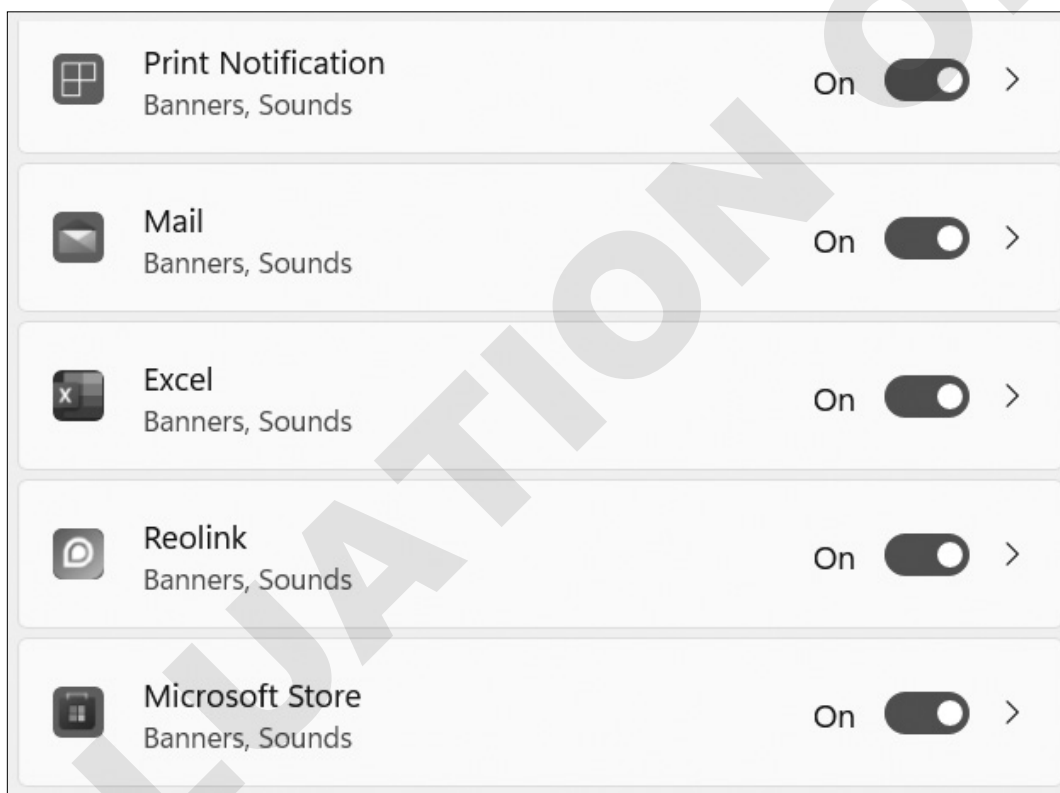 Print Notification
Banners, Sounds
On
Mail
Banners, Sounds
On
Excel
Banners, Sounds
On
Reolink
Banners, Sounds
On
Microsoft Store
Banners, Sounds
On
LUATION O